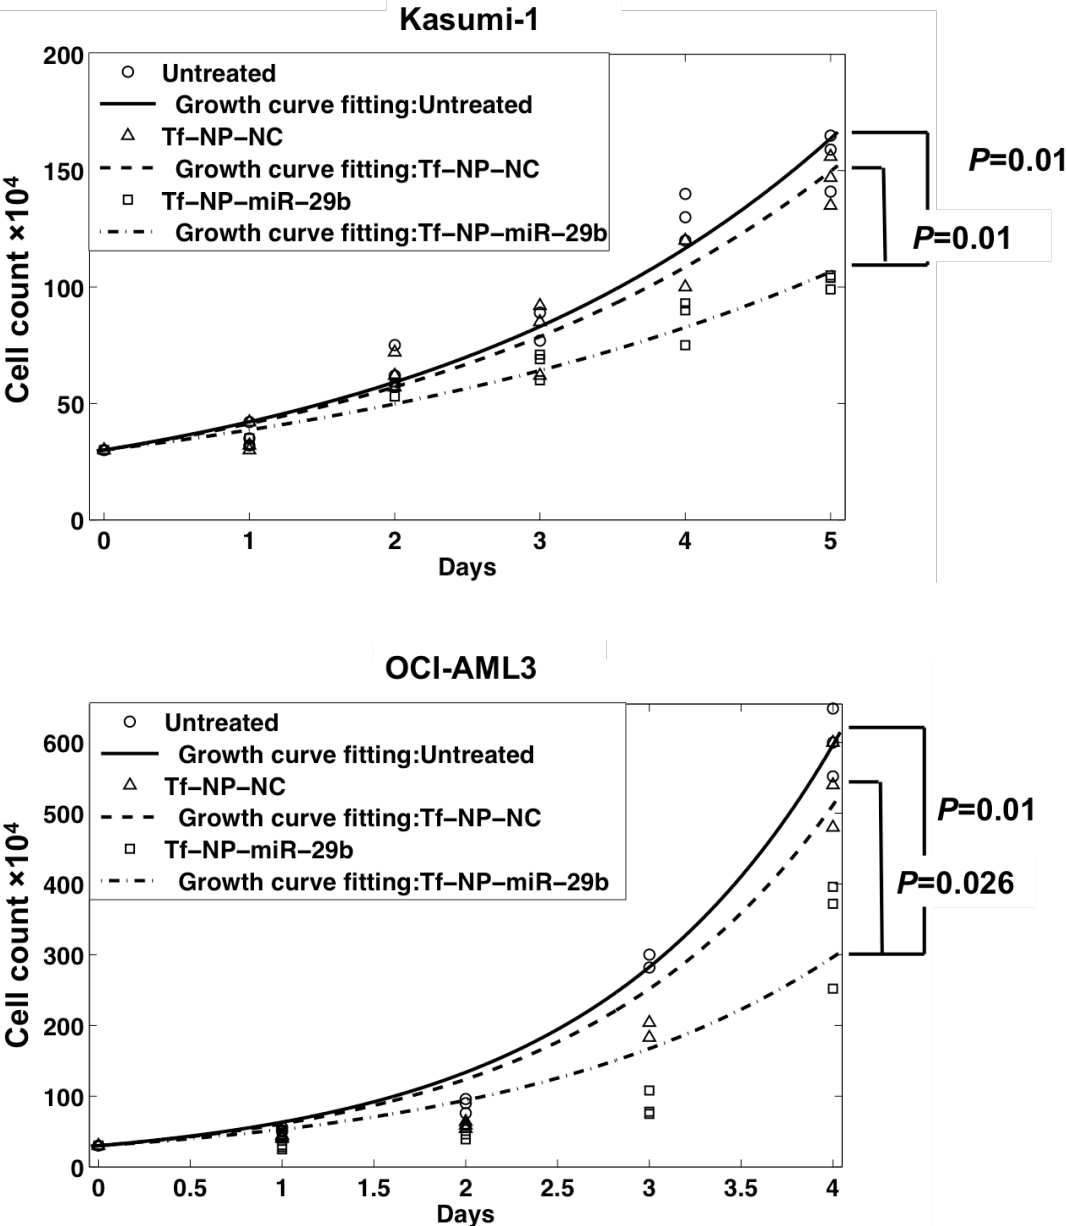 Kasumi-1
200
150
100
50
0
Cell count ×10⁴
Untreated
Growth curve fitting:Untreated
Tf−NP−NC
Growth curve fitting:Tf−NP−NC
Tf−NP−miR−29b
Growth curve fitting:Tf−NP−miR−29b
P=0.01
P=0.01
0 1 2 3 4 5
Days
OCI-AML3
600
500
400
300
200
100
0
Cell count ×10⁴
Untreated
Growth curve fitting:Untreated
Tf−NP−NC
Growth curve fitting:Tf−NP−NC
Tf−NP−miR−29b
Growth curve fitting:Tf−NP−miR−29b
P=0.01
P=0.026
0 0.5 1 1.5 2 2.5 3 3.5 4
Days